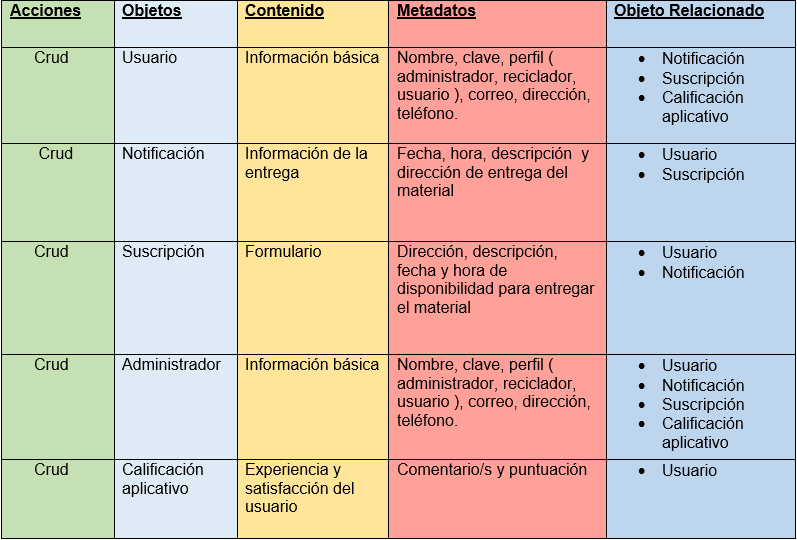 Acciones Objetos Contenido Metadatos Objeto Relacionado
Crud
Usuario
Información básica
Nombre, clave, perfil (
administrador, reciclador,
usuario ), correo, dirección,
teléfono.
• Notificación
• Suscripción
• Calificación
aplicativo
Crud
Notificación
Información de la
entrega
Fecha, hora, descripción y
dirección de entrega del
material
• Usuario
• Suscripción
Crud
Suscripción
Formulario
Dirección, descripción,
fecha y hora de
disponibilidad para entregar
el material
• Usuario
• Notificación
Crud
Administrador
Información básica
Nombre, clave, perfil (
administrador, reciclador,
usuario ), correo, dirección,
teléfono.
• Usuario
• Notificación
• Suscripción
• Calificación
aplicativo
Crud
Calificación
aplicativo
Experiencia y
satisfacción del
usuario
Comentario/s y puntuación
• Usuario